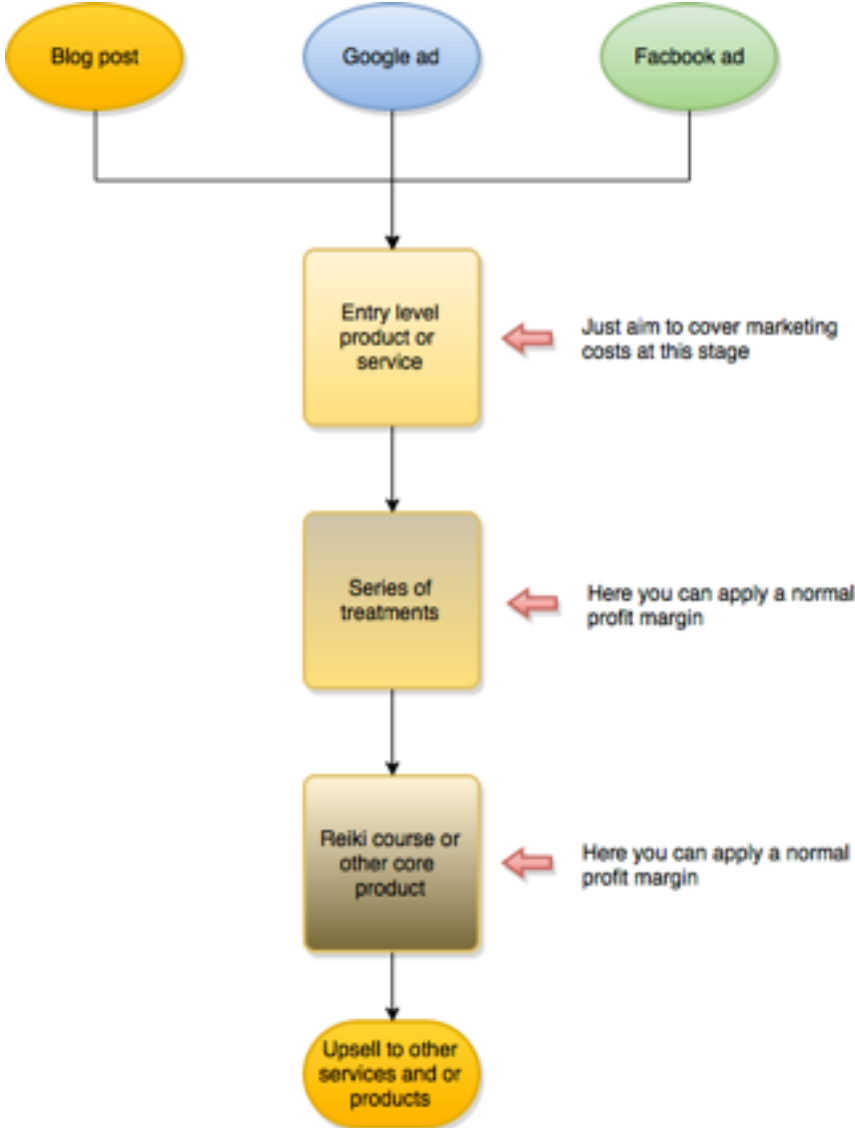 Blog post
Google ad
Facbook ad
Entry level
product or
service
Just aim to cover marketing
costs at this stage
Series of
treatments
Here you can apply a normal
profit margin
Reiki course or
other core
product
Here you can apply a normal
profit margin
Upsell to other
services and or
products